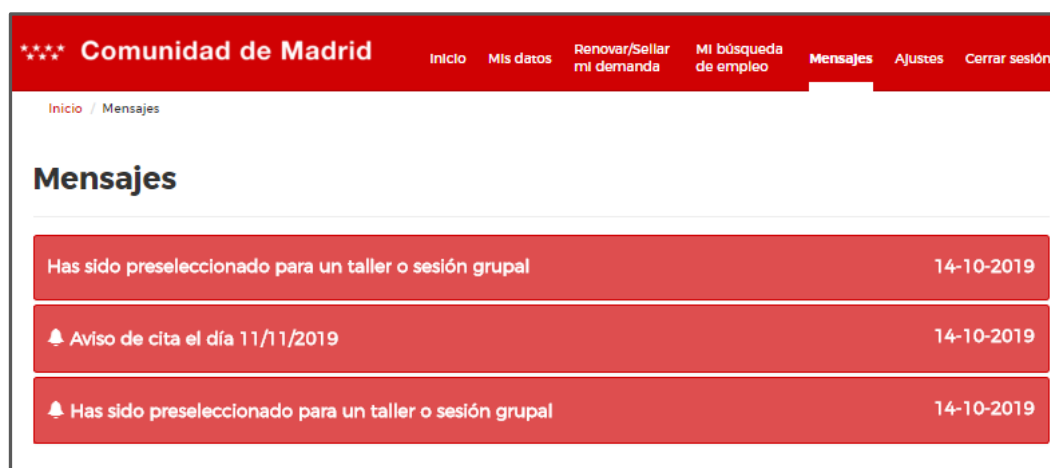 Comunidad de Madrid
Inicio
Mis datos
Renovar/Sellar
mi demanda
Mi búsqueda
de empleo
Mensajes
Ajustes
Cerrar sesión
Inicio / Mensajes
Mensajes
Has sido preseleccionado para un taller o sesión grupal 14-10-2019
Aviso de cita el día 11/11/2019 14-10-2019
Has sido preseleccionado para un taller o sesión grupal 14-10-2019